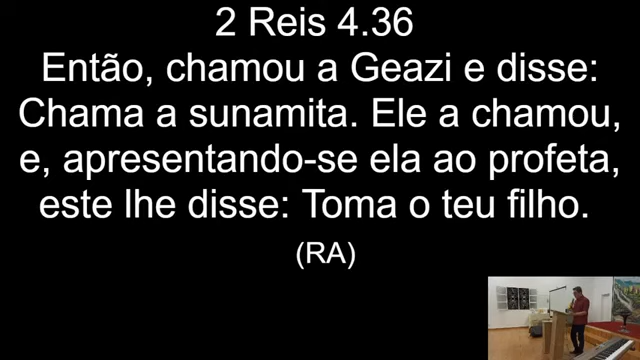 2 Reis 4.36
Então, chamou a Geazi e disse:
Chama a sunamita. Ele a chamou,
e, apresentando-se ela ao profeta,
este lhe disse: Toma o teu filho.
(RA)